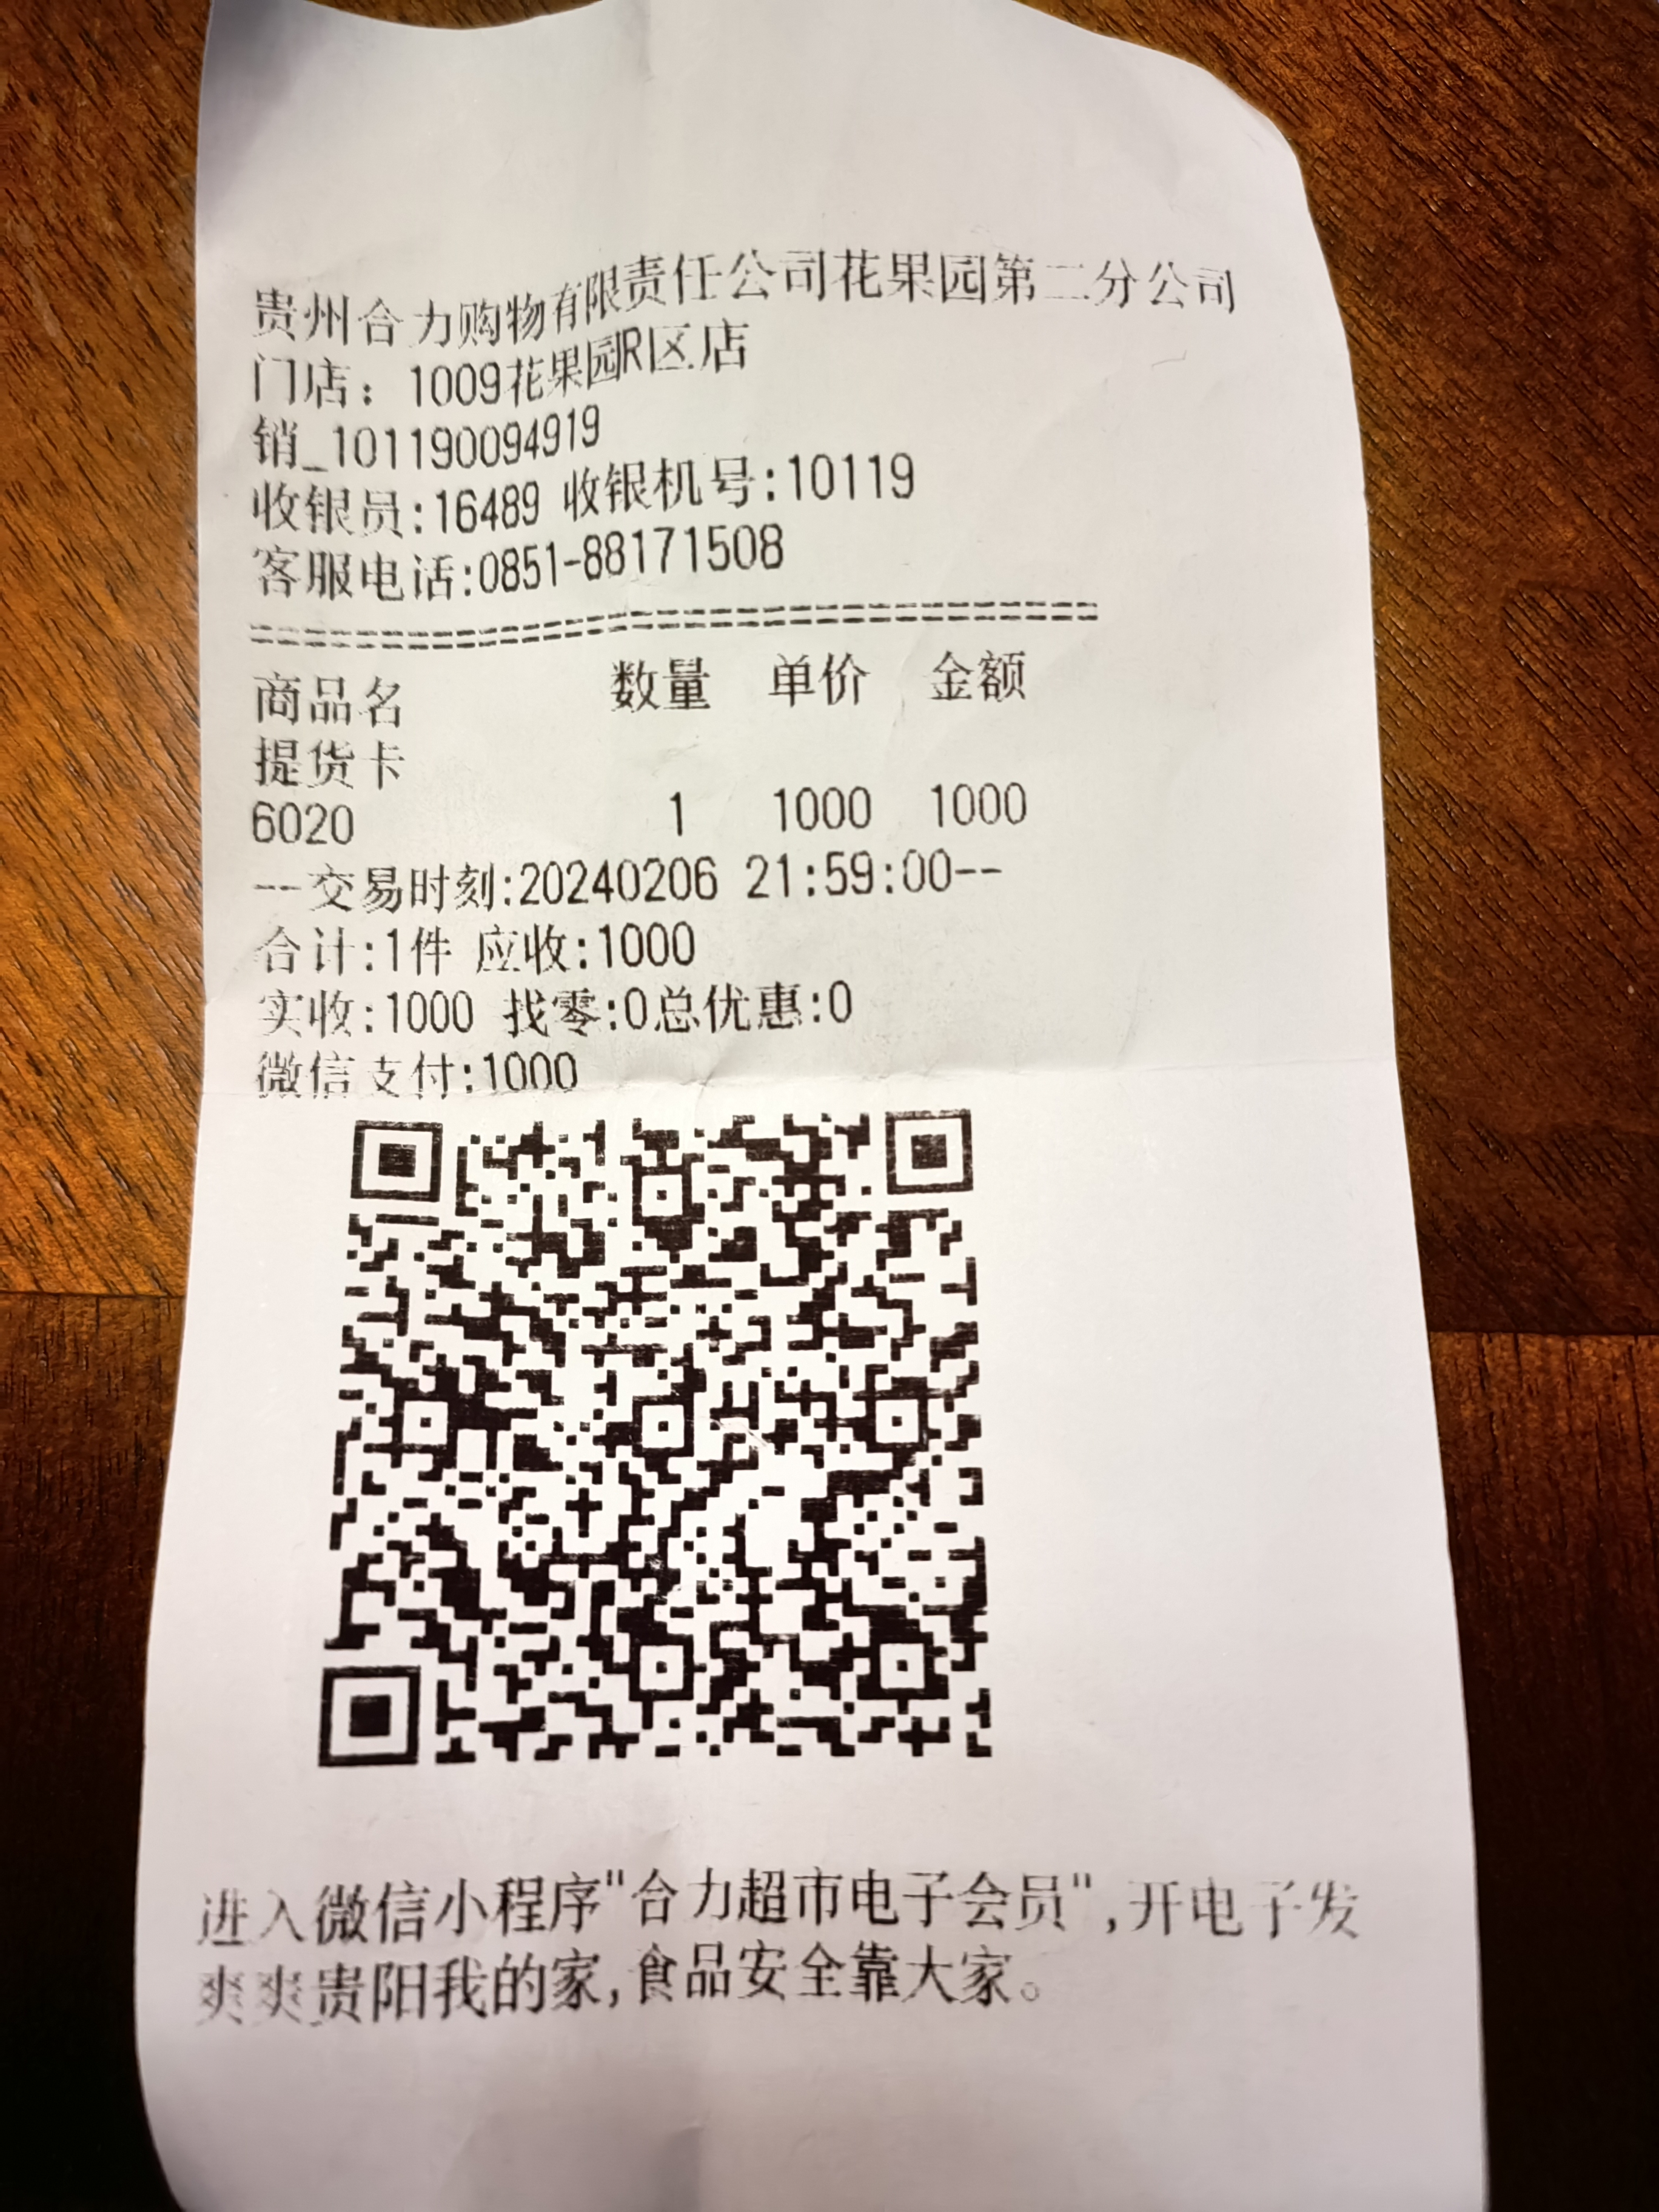 贵州合力购物有限责任公司花果园第二分公司
门店：1009花果园R区店
销_101190094919
收银员:16489 收银机号:10119
客服电话:0851-88171508
================================
商品名 数量 单价 金额
提货卡
6020 1 1000 1000
--交易时刻:20240206 21:59:00--
合计:1件 应收:1000
实收:1000 找零:0总优惠:0
微信支付:1000
进入微信小程序"合力超市电子会员",开电子发
爽爽贵阳我的家,食品安全靠大家。